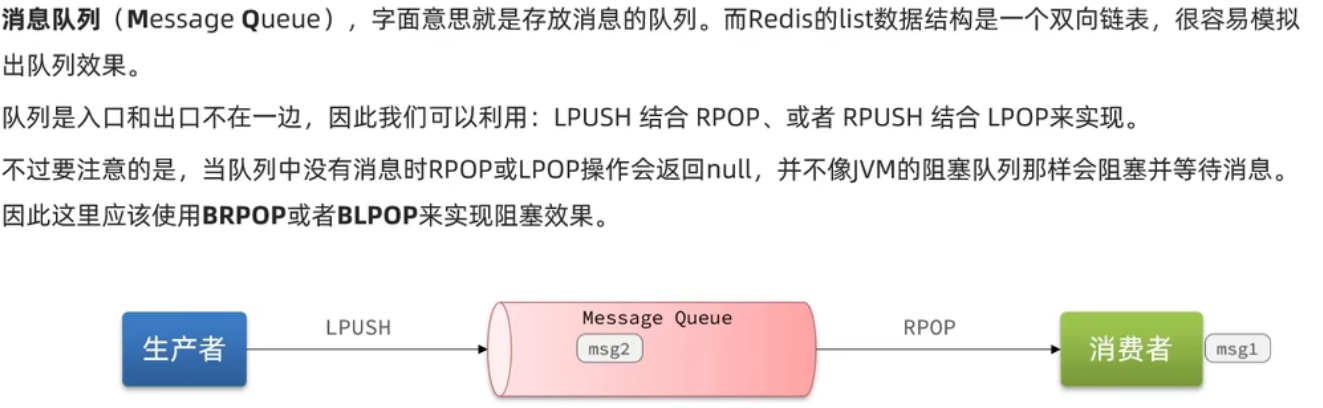 消息队列（Message Queue），字面意思就是存放消息的队列。而Redis的list数据结构是一个双向链表，很容易模拟
出队列效果。
队列是入口和出口不在一边，因此我们可以利用：LPUSH 结合 RPOP、或者 RPUSH 结合 LPOP来实现。
不过要注意的是，当队列中没有消息时RPOP或LPOP操作会返回null，并不像JVM的阻塞队列那样会阻塞并等待消息。
因此这里应该使用BRPOP或者BLPOP来实现阻塞效果。
生产者
LPUSH
Message Queue
msg2
RPOP
消费者
msg1